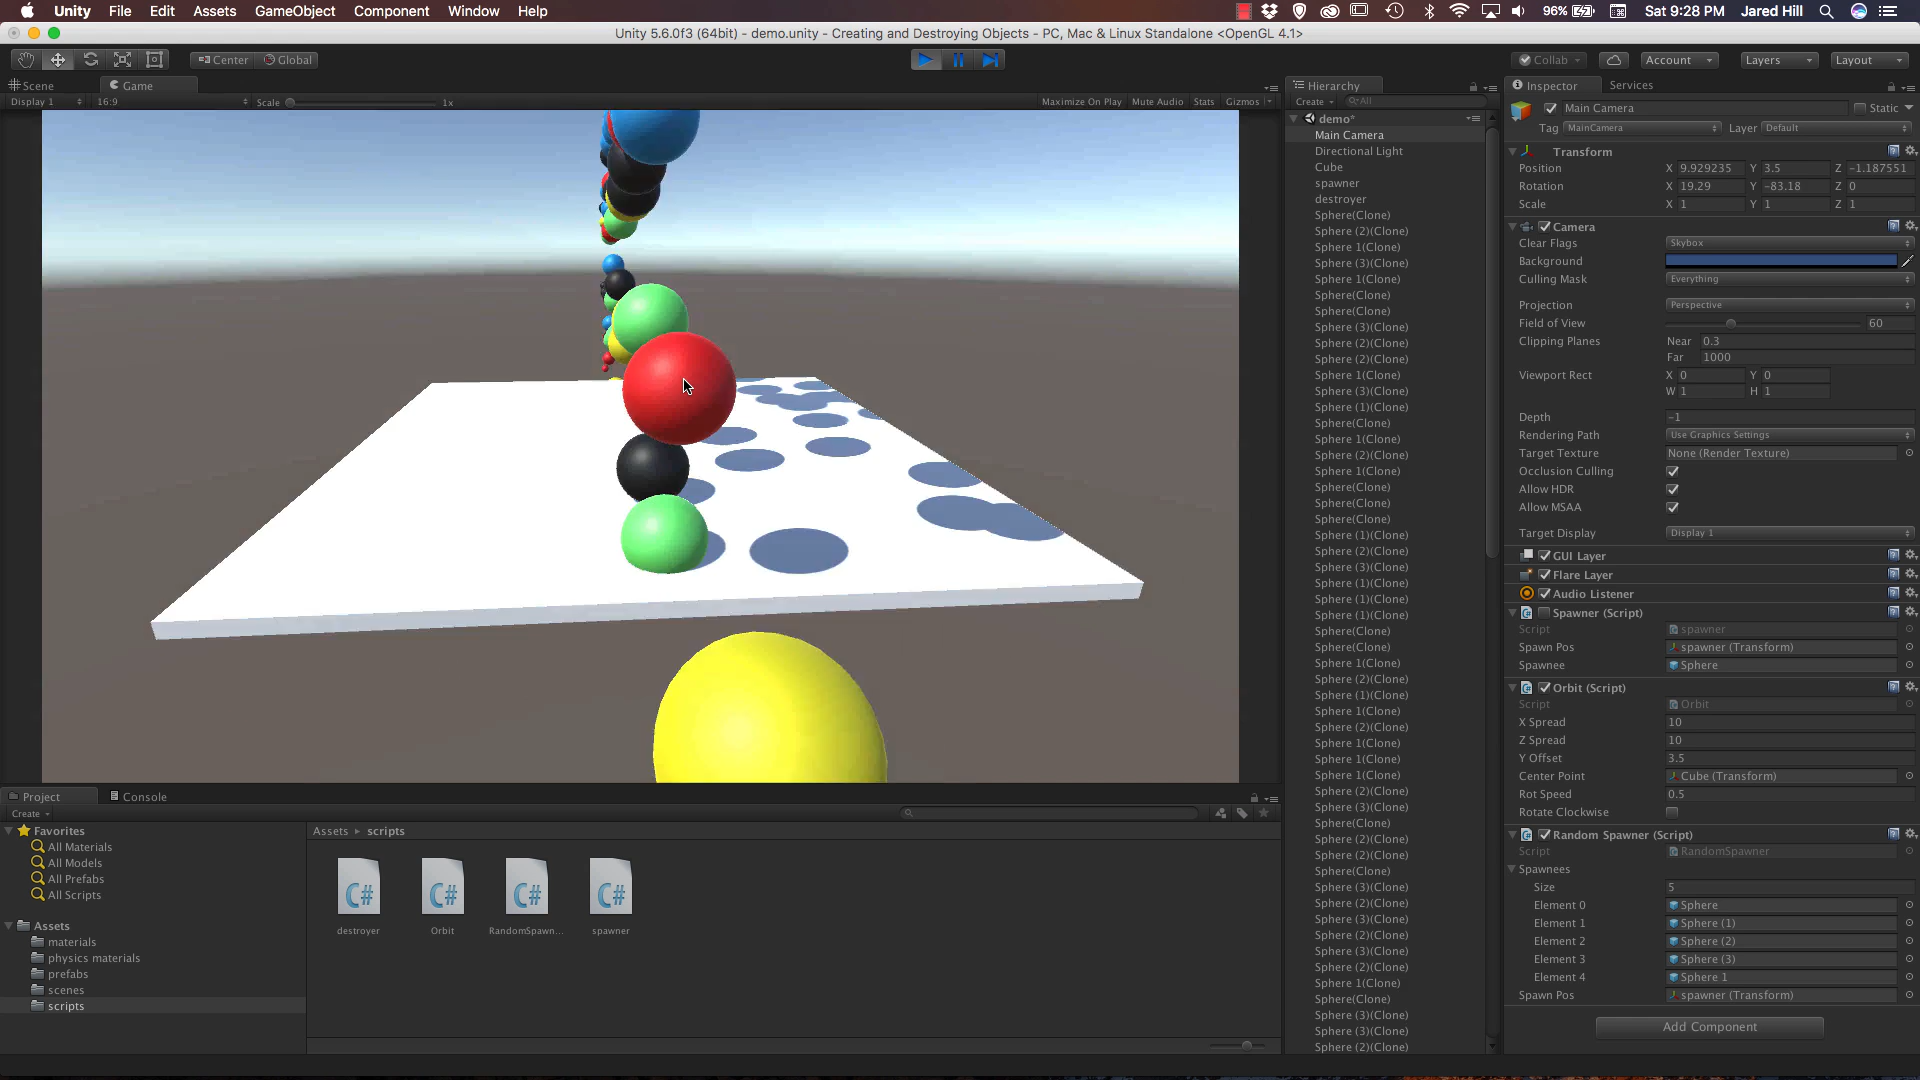 Unity File Edit Assets GameObject Component Window Help 96% Sat 9:28 PM Jared Hill
Unity 5.6.0f3 (64bit) - demo.unity - Creating and Destroying Objects - PC, Mac & Linux Standalone <OpenGL 4.1>
Center Global Collab Account Layers Layout
Scene Game
Display 1 16:9 Scale 1x Maximize On Play Mute Audio Stats Gizmos
Hierarchy
Create All
demo*
Main Camera
Directional Light
Cube
spawner
destroyer
Sphere(Clone)
Sphere (2)(Clone)
Sphere 1(Clone)
Sphere (3)(Clone)
Sphere 1(Clone)
Sphere(Clone)
Sphere(Clone)
Sphere (3)(Clone)
Sphere (2)(Clone)
Sphere (2)(Clone)
Sphere 1(Clone)
Sphere (3)(Clone)
Sphere (1)(Clone)
Sphere(Clone)
Sphere 1(Clone)
Sphere (2)(Clone)
Sphere 1(Clone)
Sphere(Clone)
Sphere(Clone)
Sphere(Clone)
Sphere (1)(Clone)
Sphere (2)(Clone)
Sphere (3)(Clone)
Sphere (1)(Clone)
Sphere (1)(Clone)
Sphere (1)(Clone)
Sphere(Clone)
Sphere(Clone)
Sphere 1(Clone)
Sphere (2)(Clone)
Sphere (1)(Clone)
Sphere 1(Clone)
Sphere (2)(Clone)
Sphere 1(Clone)
Sphere 1(Clone)
Sphere 1(Clone)
Sphere (2)(Clone)
Sphere (3)(Clone)
Sphere(Clone)
Sphere (2)(Clone)
Sphere (2)(Clone)
Sphere(Clone)
Sphere (3)(Clone)
Sphere (2)(Clone)
Sphere (3)(Clone)
Sphere (2)(Clone)
Sphere (3)(Clone)
Sphere (2)(Clone)
Sphere 1(Clone)
Sphere(Clone)
Sphere (3)(Clone)
Sphere (3)(Clone)
Sphere (2)(Clone)
Inspector Services
Main Camera Static
Tag MainCamera Layer Default
Transform
Position X 9.929235 Y 3.5 Z -1.187551
Rotation X 19.29 Y -83.18 Z 0
Scale X 1 Y 1 Z 1
Camera
Clear Flags Skybox
Background
Culling Mask Everything
Projection Perspective
Field of View 60
Clipping Planes Near 0.3
Far 1000
Viewport Rect X 0 Y 0
W 1 H 1
Depth -1
Rendering Path Use Graphics Settings
Target Texture None (Render Texture)
Occlusion Culling
Allow HDR
Allow MSAA
Target Display Display 1
GUI Layer
Flare Layer
Audio Listener
Spawner (Script)
Script spawner
Spawn Pos spawner (Transform)
Spawnee Sphere
Orbit (Script)
Script Orbit
X Spread 10
Z Spread 10
Y Offset 3.5
Center Point Cube (Transform)
Rot Speed 0.5
Rotate Clockwise
Random Spawner (Script)
Script RandomSpawner
Spawnees
Size 5
Element 0 Sphere
Element 1 Sphere (1)
Element 2 Sphere (2)
Element 3 Sphere (3)
Element 4 Sphere 1
Spawn Pos spawner (Transform)
Add Component
Project Console
Create
Favorites
All Materials
All Models
All Prefabs
All Scripts
Assets
materials
physics materials
prefabs
scenes
scripts
Assets scripts
C# C# C# C#
destroyer Orbit RandomSpawn... spawner